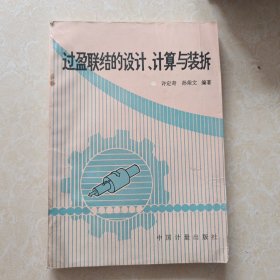 过盈联结的设计、计算与装拆
许定奇 孙荣文 编著
中国计量出版社